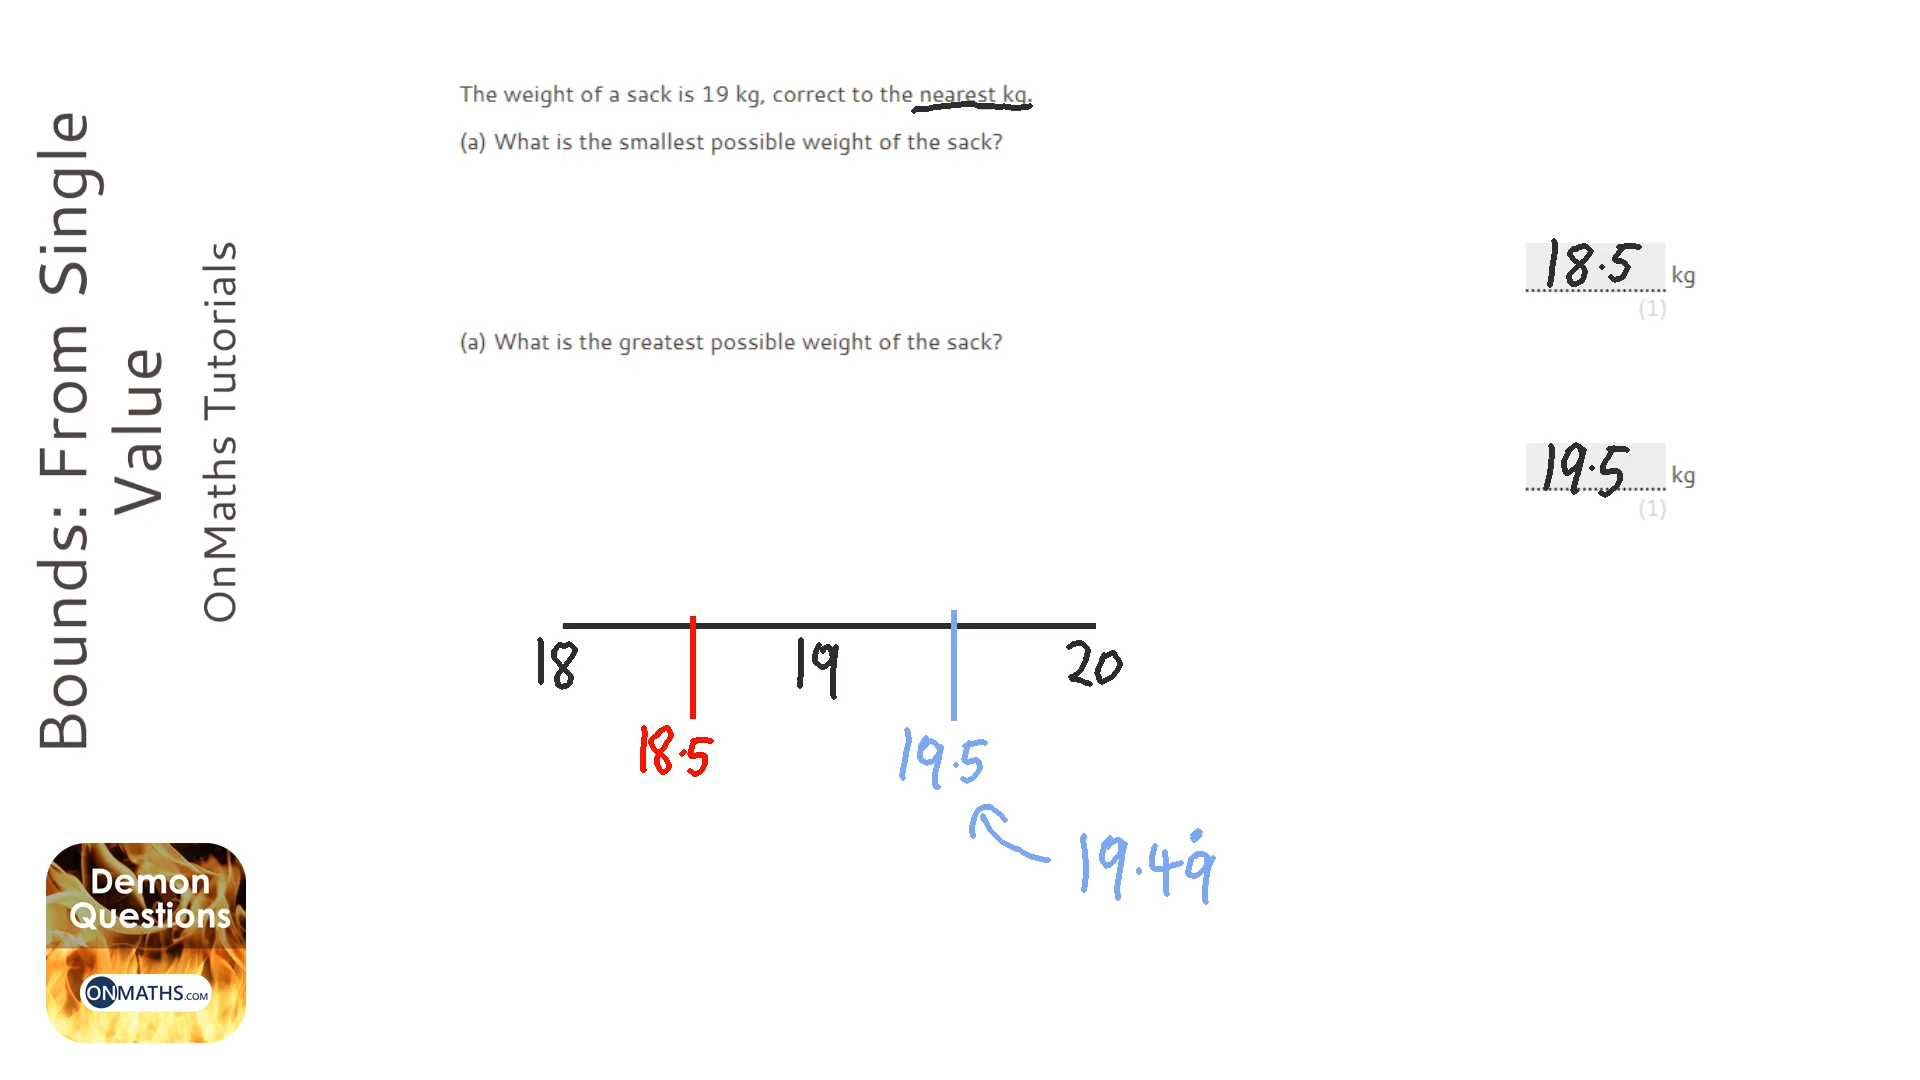 Bounds: From Single
Value
OnMaths Tutorials
The weight of a sack is 19 kg, correct to the nearest kg.
(a) What is the smallest possible weight of the sack?
18.5 kg
(1)
(a) What is the greatest possible weight of the sack?
19.5 kg
(1)
18 19 20
18.5 19.5
19.49̇
Demon
Questions
ONMATHS.COM